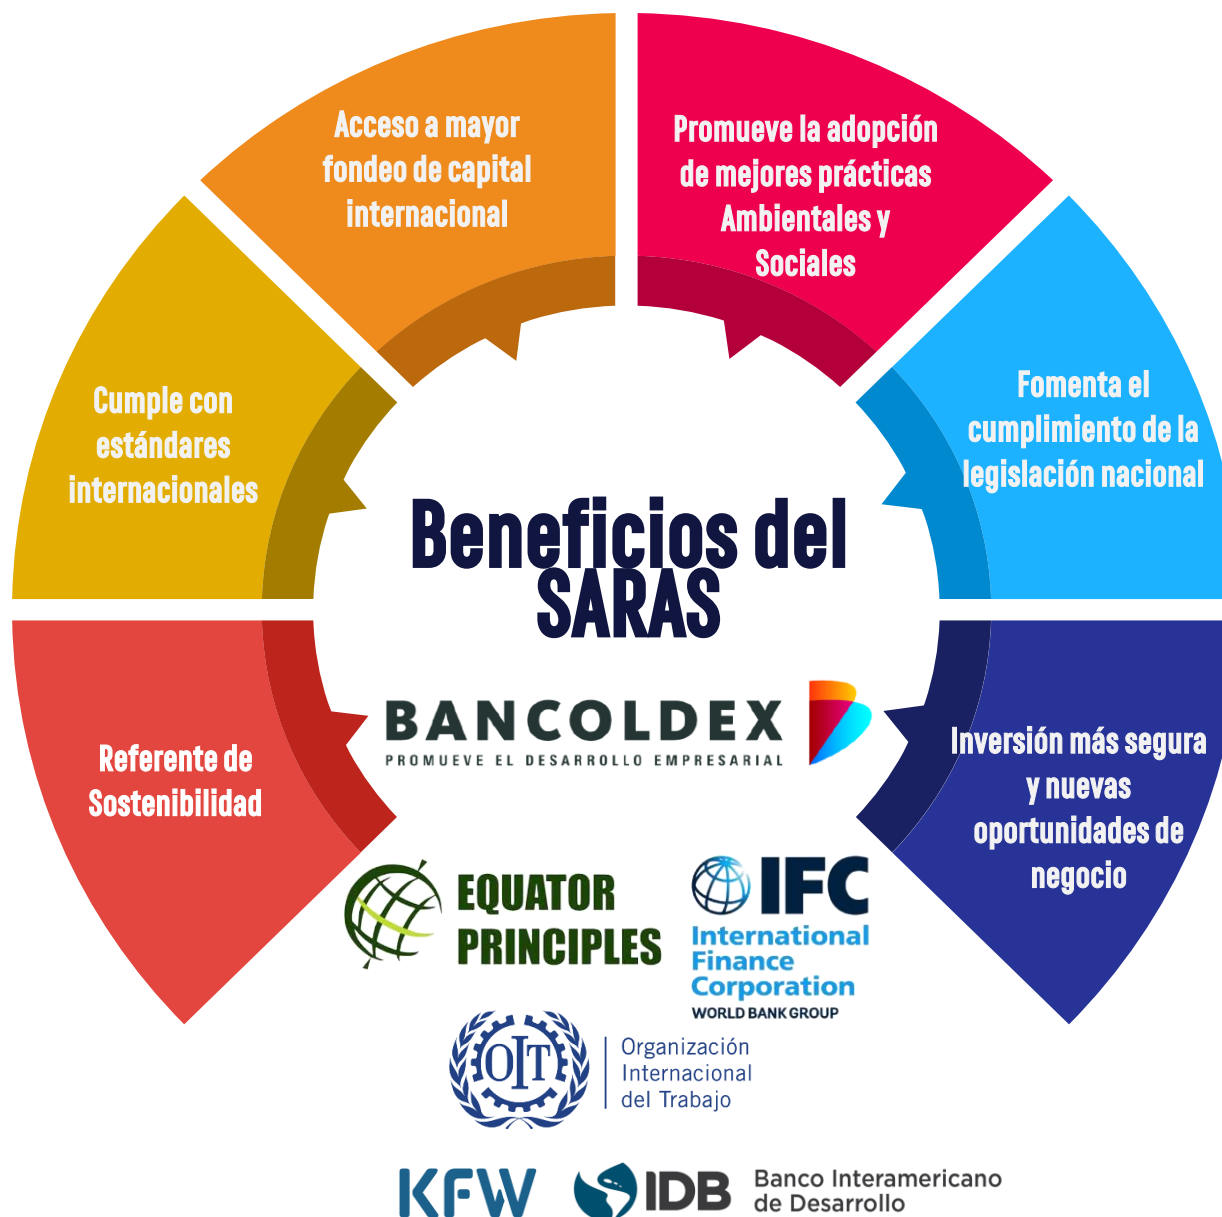 Acceso a mayor
fondeo de capital
internacional
Promueve la adopción
de mejores prácticas
Ambientales y
Sociales
Cumple con
estándares
internacionales
Fomenta el
cumplimiento de la
legislación nacional
Beneficios del
SARAS
BANCOLDEX
PROMUEVE EL DESARROLLO EMPRESARIAL
Referente de
Sostenibilidad
Inversión más segura
y nuevas
oportunidades de
negocio
EQUATOR
PRINCIPLES
IFC
International
Finance
Corporation
WORLD BANK GROUP
OIT
Organización
Internacional
del Trabajo
KFW
IDB
Banco Interamericano
de Desarrollo